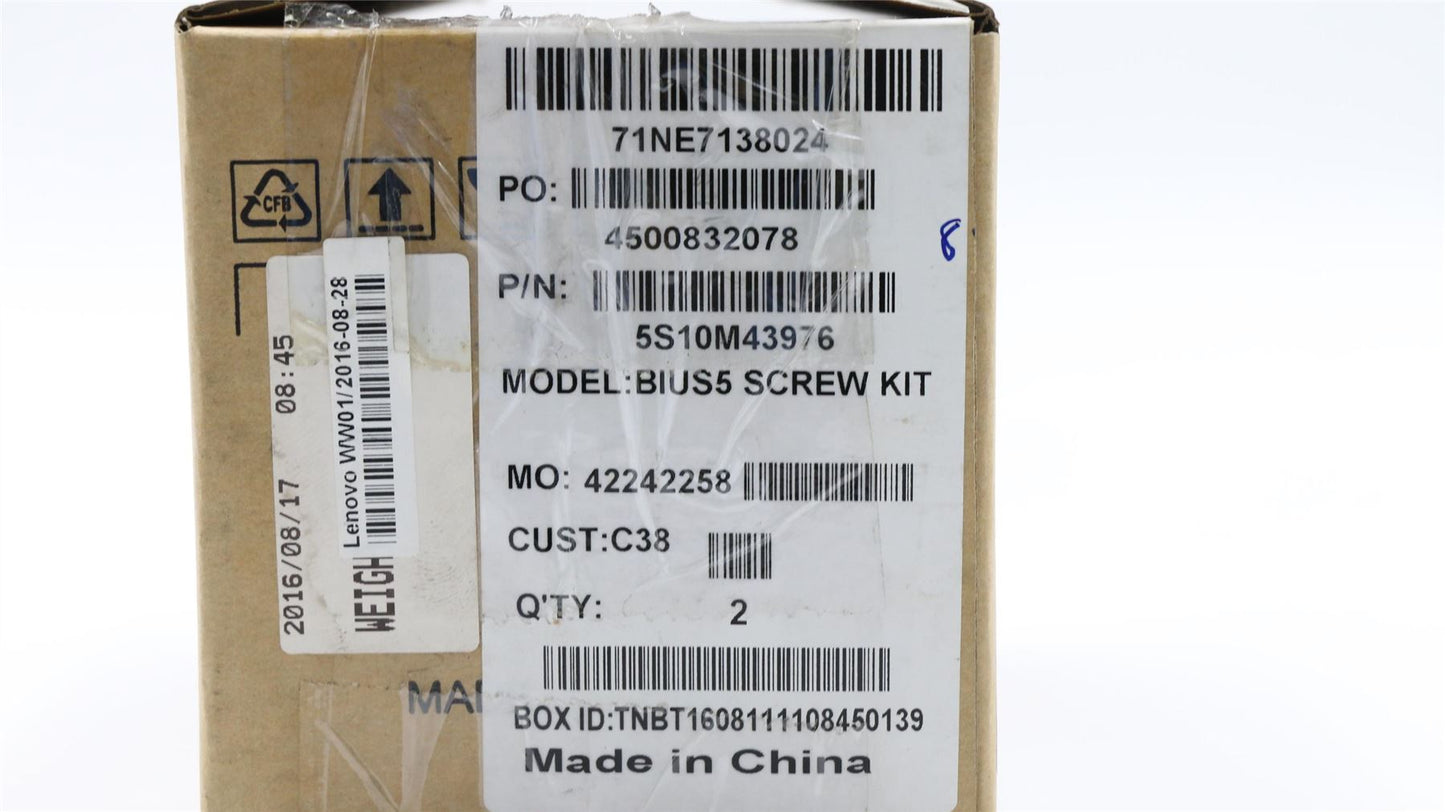 71NE7138024
PO:
4500832078
P/N:
5S10M43976
MODEL:BIUS5 SCREW KIT
MO: 42242258
CUST:C38
Q'TY: 2
BOX ID:TNBT1608111108450139
Made in China
CFB
2016/08/17 08:45
Lenovo WW01/2016-08-28
WEIGH
MA
8